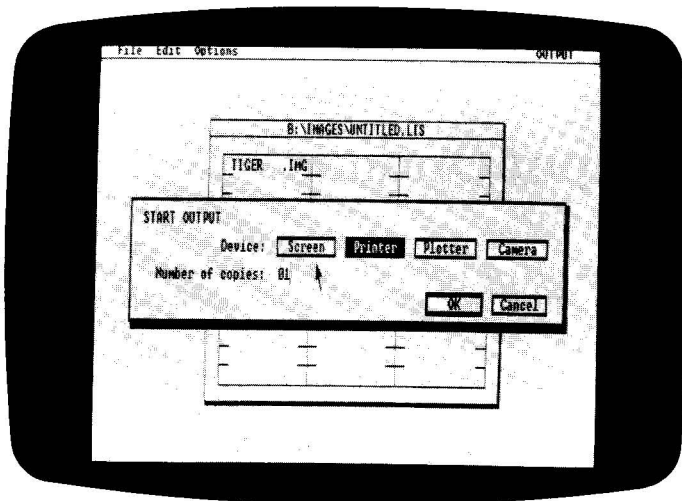 File Edit Options OUTPUT
B:\IMAGES\UNTITLED.LIS
TIGER .IMG
START OUTPUT
Device: Screen Printer Plotter Camera
Number of copies: 01
OK Cancel